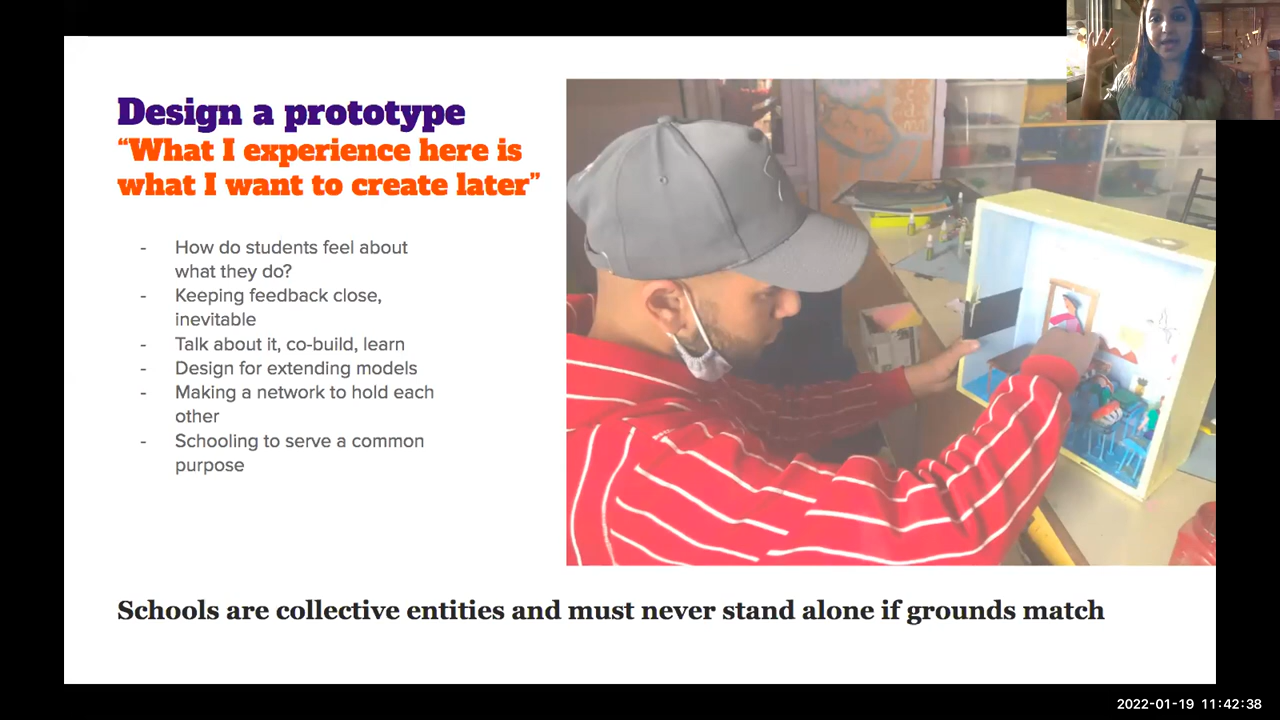 Design a prototype
“What I experience here is
what I want to create later”
- How do students feel about
what they do?
- Keeping feedback close,
inevitable
- Talk about it, co-build, learn
- Design for extending models
- Making a network to hold each
other
- Schooling to serve a common
purpose
Schools are collective entities and must never stand alone if grounds match
2022-01-19 11:42:38